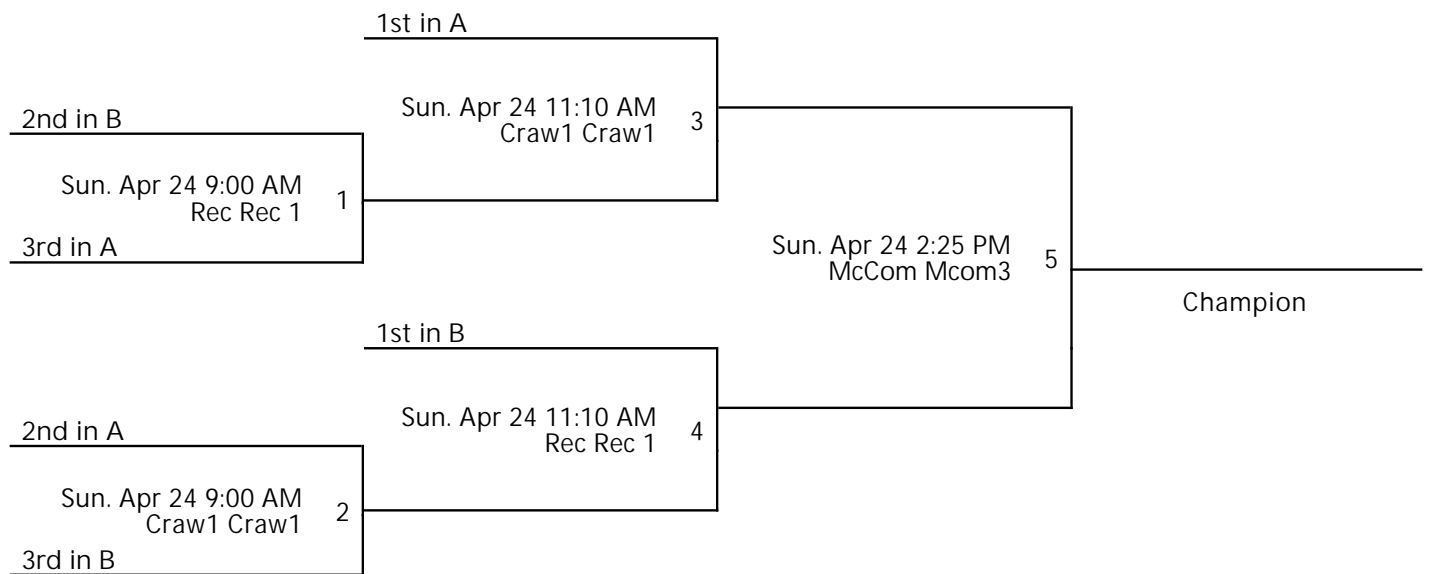 1st in A
Sun. Apr 24 11:10 AM
Craw1 Craw1
3
2nd in B
Sun. Apr 24 9:00 AM
Rec Rec 1
1
3rd in A
Sun. Apr 24 2:25 PM
McCom Mcom3
5
Champion
1st in B
Sun. Apr 24 11:10 AM
Rec Rec 1
4
2nd in A
Sun. Apr 24 9:00 AM
Craw1 Craw1
2
3rd in B